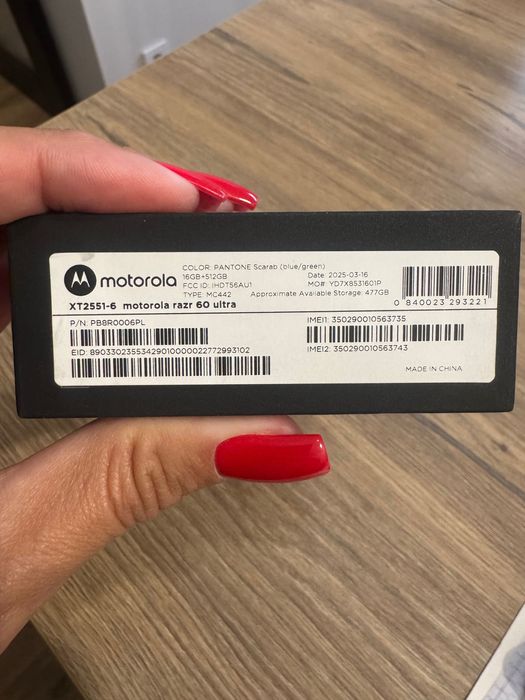 motorola
COLOR: PANTONE Scarab (blue/green)
16GB+512GB Date: 2025-03-16
FCC ID: IHDT56AU1 MO# YD7X8531601P
TYPE: MC442 Approximate Available Storage: 477GB
0 840023 293221
XT2551-6 motorola razr 60 ultra
P/N: PB8R0006PL
IMEI1: 350290010563735
EID: 89033023553429010000022772993102
IMEI2: 350290010563743
MADE IN CHINA